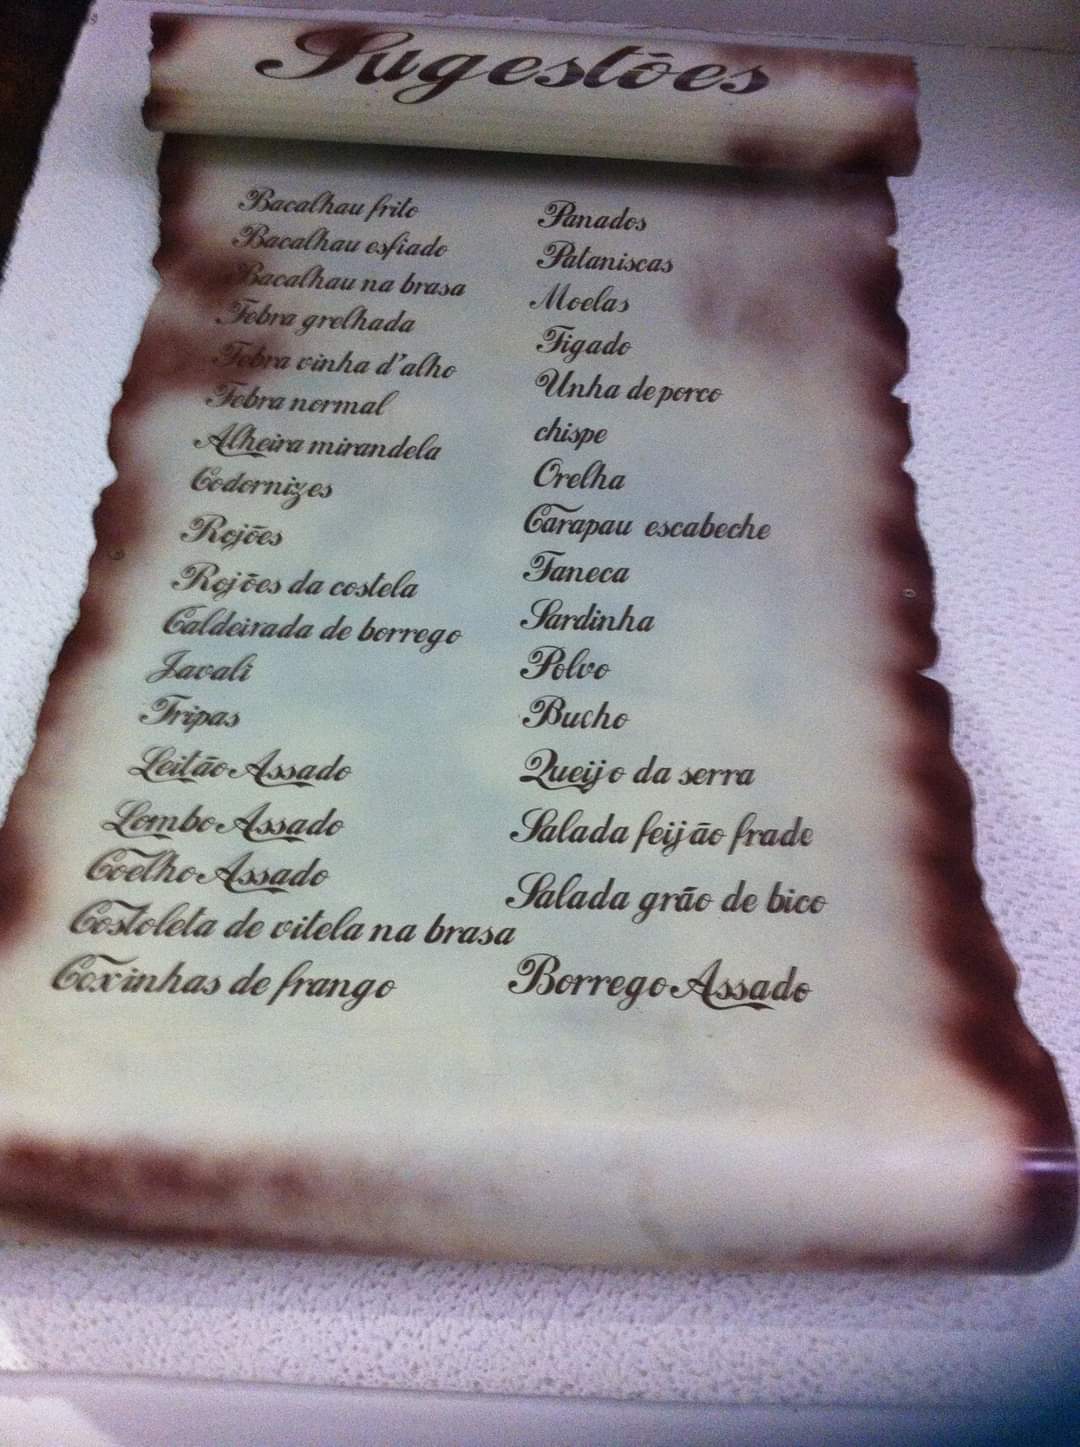 Sugestões
Bacalhau frito
Bacalhau esfiado
Bacalhau na brasa
Febra grelhada
Febra vinha d'alho
Febra normal
Alheira mirandela
Codornizes
Rojões
Rojões da costela
Caldeirada de borrego
Javali
Tripas
Leitão Assado
Lombo Assado
Coelho Assado
Costoleta de vitela na brasa
Coxinhas de frango
Panados
Pataniscas
Moelas
Figado
Unha de porco
chispe
Orelha
Carapau escabeche
Faneca
Sardinha
Polvo
Bucho
Queijo da serra
Salada feijão frade
Salada grão de bico
Borrego Assado